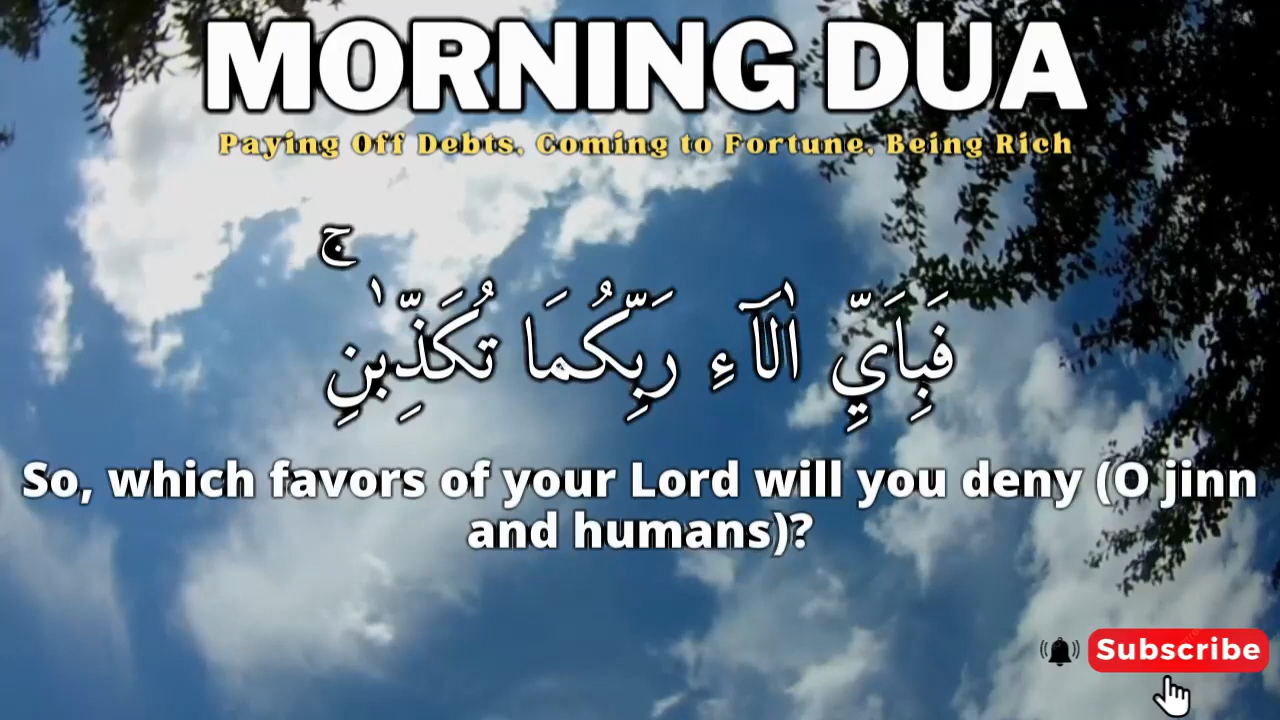 MORNING DUA
Paying Off Debts, Coming to Fortune, Being Rich
فَبِاَيِّ اٰلَاۤءِ رَبِّكُمَا تُكَذِّبٰنِۚ
So, which favors of your Lord will you deny (O jinn
and humans)?
Subscribe